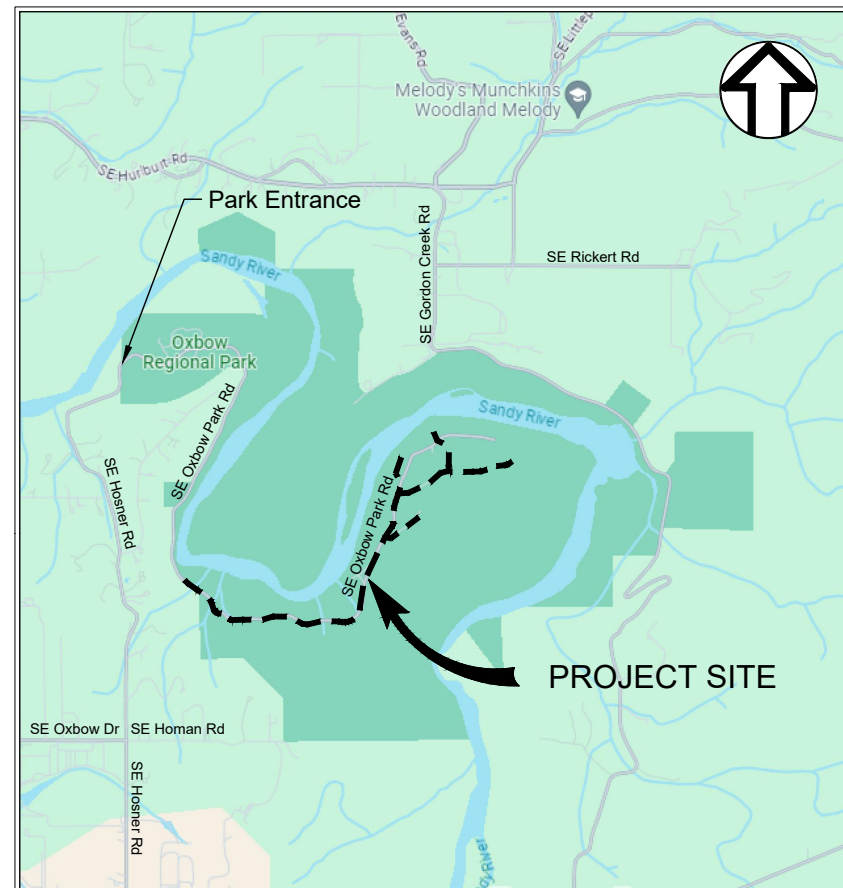 Evans Rd
SE Littlep
Melody's Munchkins
Woodland Melody
SE Hurlburt Rd
Park Entrance
SE Gordon Creek Rd
SE Rickert Rd
Sandy River
Oxbow
Regional Park
SE Oxbow Park Rd
Sandy River
SE Hosner Rd
SE Oxbow Park Rd
PROJECT SITE
SE Oxbow Dr
SE Homan Rd
SE Hosner Rd
dy River